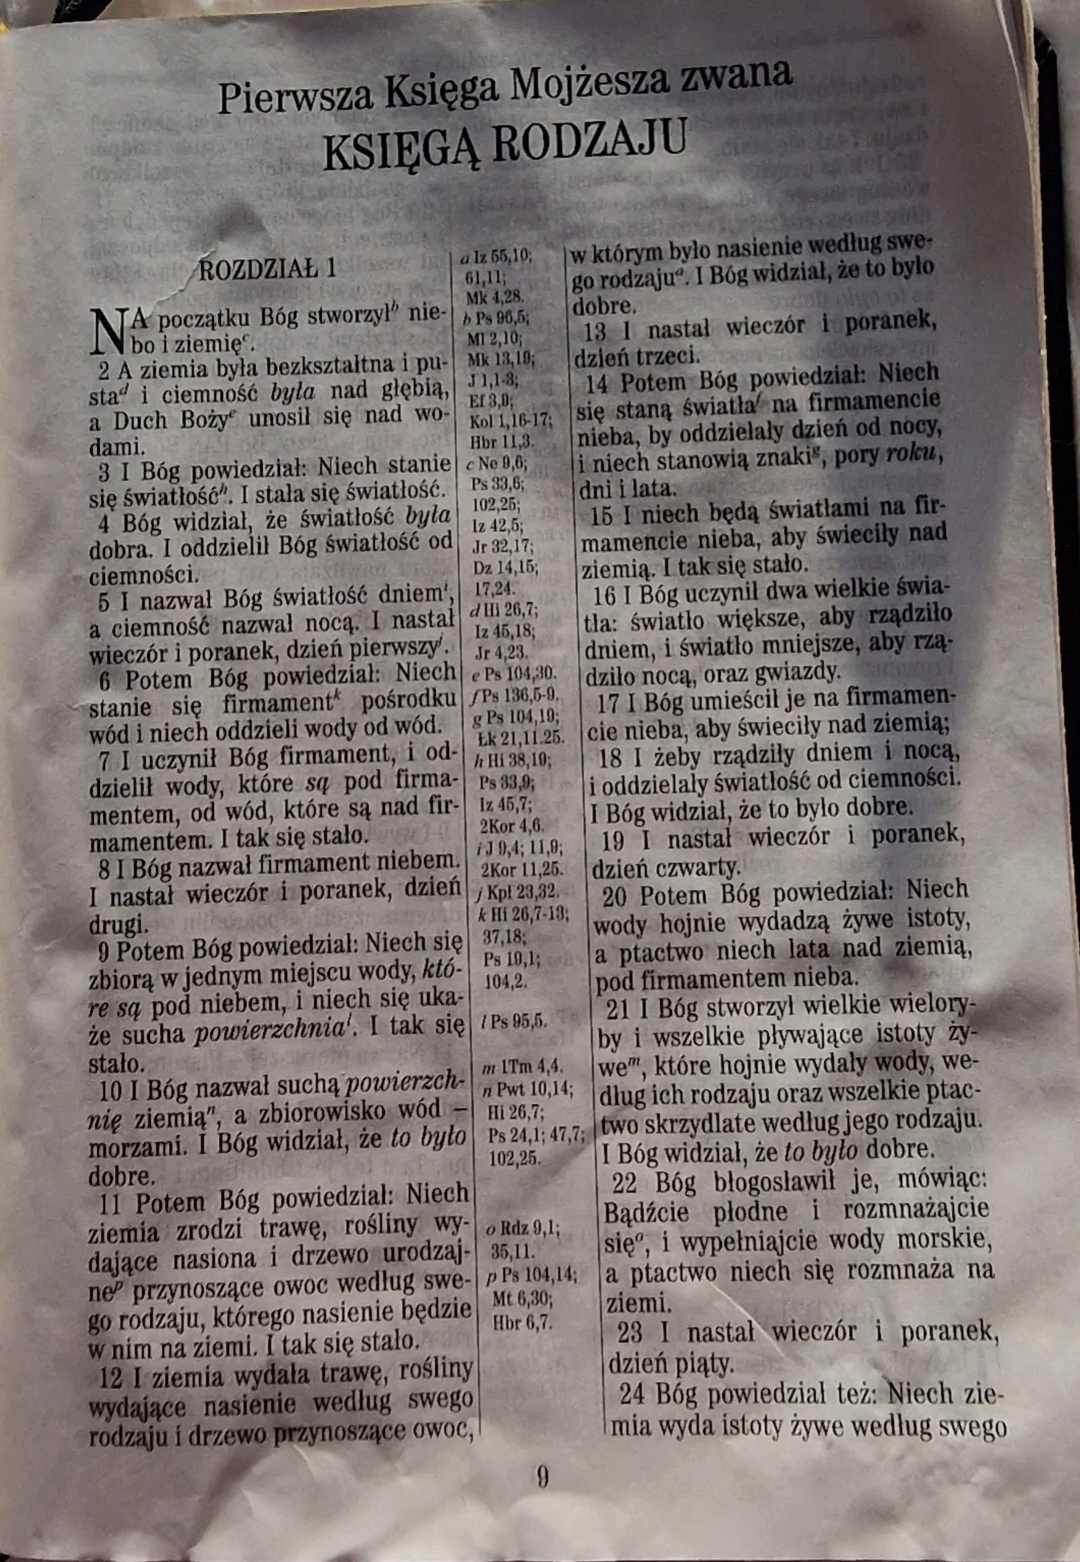 Pierwsza Księga Mojżesza zwana
KSIĘGĄ RODZAJU
ROZDZIAŁ 1
NA początku Bóg stworzył^b nie-
bo i ziemię^c.
2 A ziemia była bezkształtna i pu-
sta^d i ciemność była nad głębią,
a Duch Boży^e unosił się nad wo-
dami.
3 I Bóg powiedział: Niech stanie
się światłość^h. I stała się światłość.
4 Bóg widział, że światłość była
dobra. I oddzielił Bóg światłość od
ciemności.
5 I nazwał Bóg światłość dniem^i,
a ciemność nazwał nocą. I nastał
wieczór i poranek, dzień pierwszy^j.
6 Potem Bóg powiedział: Niech
stanie się firmament^k pośrodku
wód i niech oddzieli wody od wód.
7 I uczynił Bóg firmament, i od-
dzielił wody, które są pod firma-
mentem, od wód, które są nad fir-
mamentem. I tak się stało.
8 I Bóg nazwał firmament niebem.
I nastał wieczór i poranek, dzień
drugi.
9 Potem Bóg powiedział: Niech się
zbiorą w jednym miejscu wody, któ-
re są pod niebem, i niech się uka-
że sucha powierzchnia^l. I tak się
stało.
10 I Bóg nazwał suchą powierzch-
nię ziemią^n, a zbiorowisko wód –
morzami. I Bóg widział, że to było
dobre.
11 Potem Bóg powiedział: Niech
ziemia zrodzi trawę, rośliny wy-
dające nasiona i drzewo urodzaj-
ne^p przynoszące owoc według swe-
go rodzaju, którego nasienie będzie
w nim na ziemi. I tak się stało.
12 I ziemia wydała trawę, rośliny
wydające nasienie według swego
rodzaju i drzewo przynoszące owoc,
a Iz 55,10;
61,11;
Mk 4,28.
b Ps 96,5;
Ml 2,10;
Mk 13,19;
J 1,1-3;
Ef 3,9;
Kol 1,16-17;
Hbr 11,3.
c Ne 9,6;
Ps 33,6;
102,25;
Iz 42,5;
Jr 32,17;
Dz 14,15;
17,24.
d Hi 26,7;
Iz 45,18;
Jr 4,23.
e Ps 104,30.
f Ps 136,5-9.
g Ps 104,19;
Łk 21,11.25.
h Hi 38,19;
Ps 33,9;
Iz 45,7;
2Kor 4,6.
i J 9,4; 11,9;
2Kor 11,25.
j Kpł 23,32.
k Hi 26,7-13;
37,18;
Ps 19,1;
104,2.
l Ps 95,5.
m 1Tm 4,4.
n Pwt 10,14;
Hi 26,7;
Ps 24,1; 47,7;
102,25.
o Rdz 9,1;
35,11.
p Ps 104,14;
Mt 6,30;
Hbr 6,7.
w którym było nasienie według swe-
go rodzaju^a. I Bóg widział, że to było
dobre.
13 I nastał wieczór i poranek,
dzień trzeci.
14 Potem Bóg powiedział: Niech
się staną światła^f na firmamencie
nieba, by oddzielały dzień od nocy,
i niech stanowią znaki^g, pory roku,
dni i lata.
15 I niech będą światłami na fir-
mamencie nieba, aby świeciły nad
ziemią. I tak się stało.
16 I Bóg uczynił dwa wielkie świa-
tła: światło większe, aby rządziło
dniem, i światło mniejsze, aby rzą-
dziło nocą, oraz gwiazdy.
17 I Bóg umieścił je na firmamen-
cie nieba, aby świeciły nad ziemią;
18 I żeby rządziły dniem i nocą,
i oddzielały światłość od ciemności.
I Bóg widział, że to było dobre.
19 I nastał wieczór i poranek,
dzień czwarty.
20 Potem Bóg powiedział: Niech
wody hojnie wydadzą żywe istoty,
a ptactwo niech lata nad ziemią,
pod firmamentem nieba.
21 I Bóg stworzył wielkie wielory-
by i wszelkie pływające istoty ży-
we^m, które hojnie wydały wody, we-
dług ich rodzaju oraz wszelkie ptac-
two skrzydlate według jego rodzaju.
I Bóg widział, że to było dobre.
22 Bóg błogosławił je, mówiąc:
Bądźcie płodne i rozmnażajcie
się^o, i wypełniajcie wody morskie,
a ptactwo niech się rozmnaża na
ziemi.
23 I nastał wieczór i poranek,
dzień piąty.
24 Bóg powiedział też: Niech zie-
mia wyda istoty żywe według swego
9